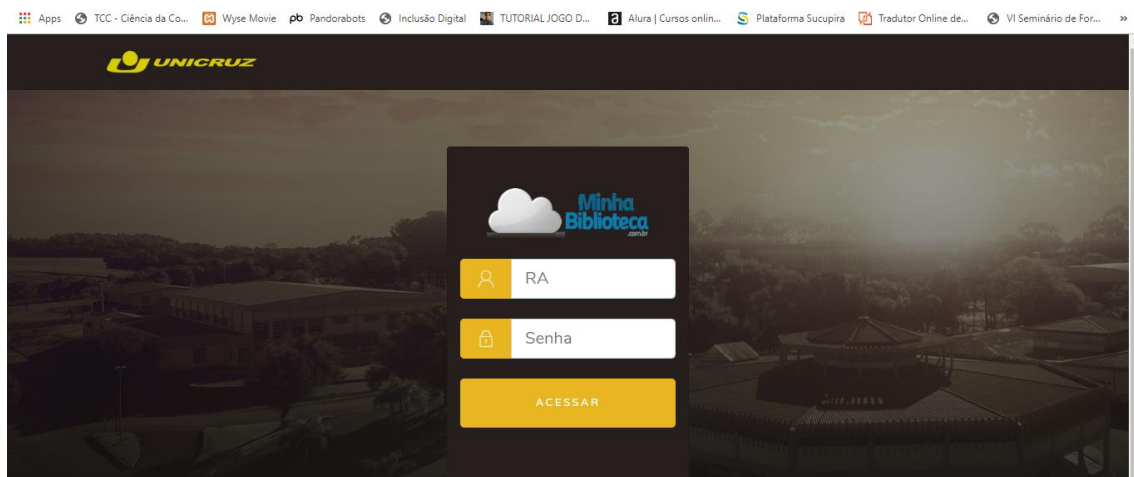 Apps TCC - Ciência da Co... Wyse Movie pb Pandorabots Inclusão Digital TUTORIAL JOGO D... a Alura | Cursos onlin... Plataforma Sucupira Tradutor Online de... VI Seminário de For... »
UNICRUZ
Minha
Biblioteca
.com.br
RA
Senha
ACESSAR